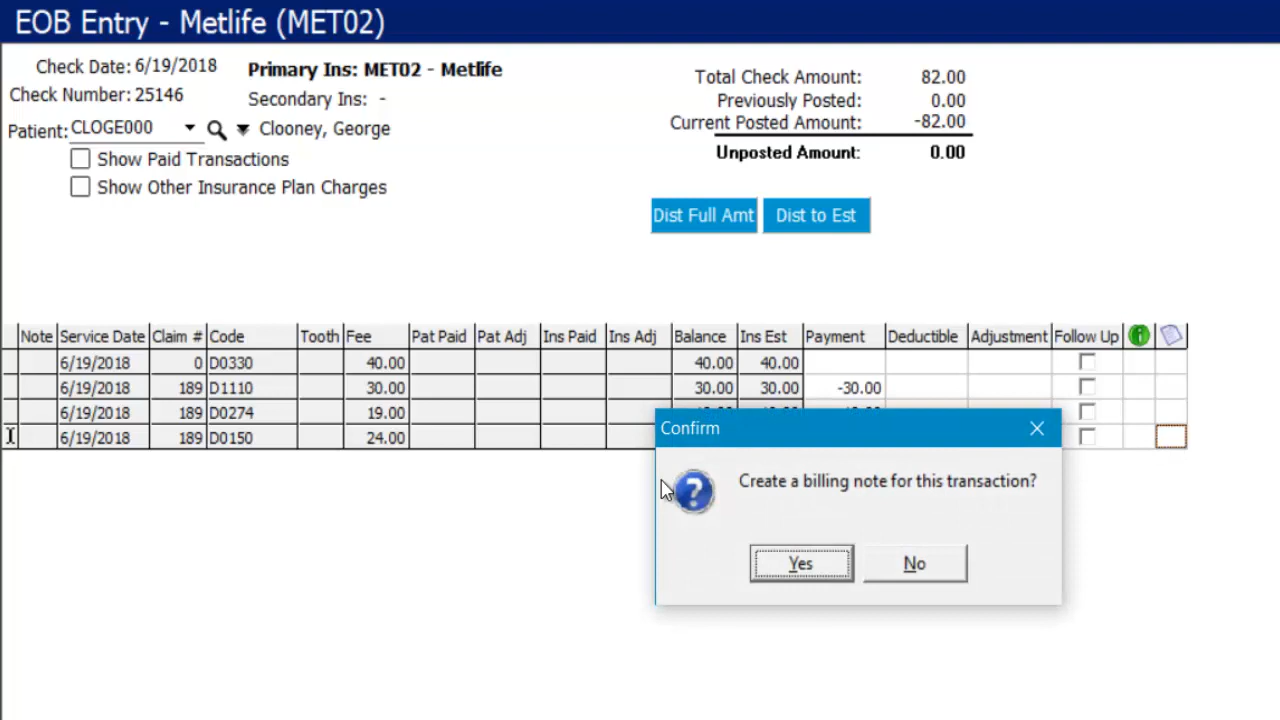 EOB Entry - Metlife (MET02)
Check Date: 6/19/2018
Primary Ins: MET02 - Metlife
Check Number: 25146
Secondary Ins: -
Patient: CLOGE000 Clooney, George
Show Paid Transactions
Show Other Insurance Plan Charges
Total Check Amount: 82.00
Previously Posted: 0.00
Current Posted Amount: -82.00
Unposted Amount: 0.00
Dist Full Amt Dist to Est
Note Service Date Claim # Code Tooth Fee Pat Paid Pat Adj Ins Paid Ins Adj Balance Ins Est Payment Deductible Adjustment Follow Up
6/19/2018 0 D0330 40.00 40.00 40.00
6/19/2018 189 D1110 30.00 30.00 30.00 -30.00
6/19/2018 189 D0274 19.00
6/19/2018 189 D0150 24.00
Confirm
Create a billing note for this transaction?
Yes No